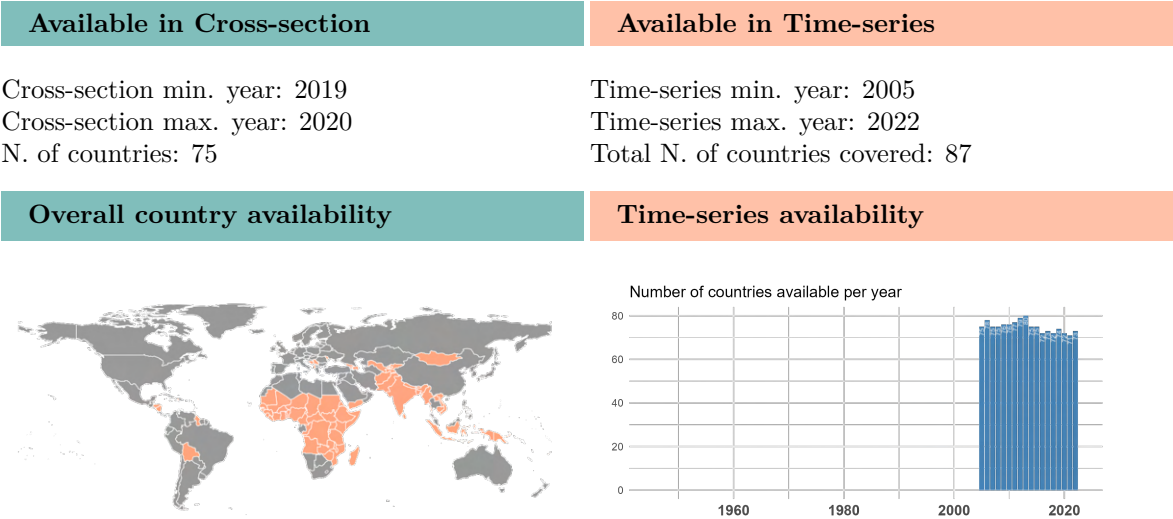 Available in Cross-section
Available in Time-series
Cross-section min. year: 2019
Cross-section max. year: 2020
N. of countries: 75
Time-series min. year: 2005
Time-series max. year: 2022
Total N. of countries covered: 87
Overall country availability
Time-series availability
Number of countries available per year
80
60
40
20
0
1960
1980
2000
2020